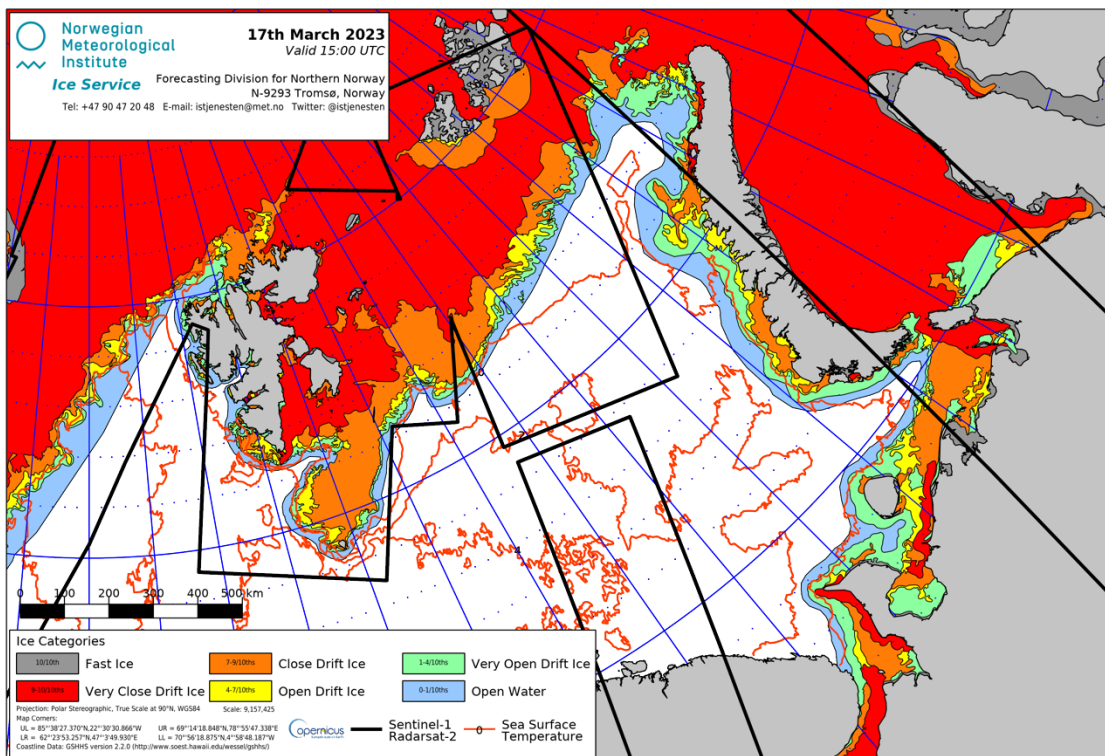 Norwegian
Meteorological
Institute
Ice Service
17th March 2023
Valid 15:00 UTC
Forecasting Division for Northern Norway
N-9293 Tromsø, Norway
Tel: +47 90 47 20 48 E-mail: istjenesten@met.no Twitter: @istjenesten
4
0 100 200 300 400 500 km
Ice Categories
10/10th Fast Ice
7-9/10ths Close Drift Ice
1-4/10ths Very Open Drift Ice
9-10/10ths Very Close Drift Ice
4-7/10ths Open Drift Ice
0-1/10ths Open Water
Projection: Polar Stereographic, True Scale at 90°N, WGS84 Scale: 9,157,425
Map Corners:
UL = 85°'38'27.370"N,22°'30'30.866"W UR = 69°'14'18.848"N,78°'55'47.338"E
LR = 62°'23'53.257"N,47°'3'49.930"E LL = 70°'56'18.875"N,4°'58'48.187"W
Coastline Data: GSHHS version 2.2.0 (http://www.soest.hawaii.edu/wessel/gshhs/)
Copernicus
Sentinel-1
Radarsat-2
0 Sea Surface
Temperature